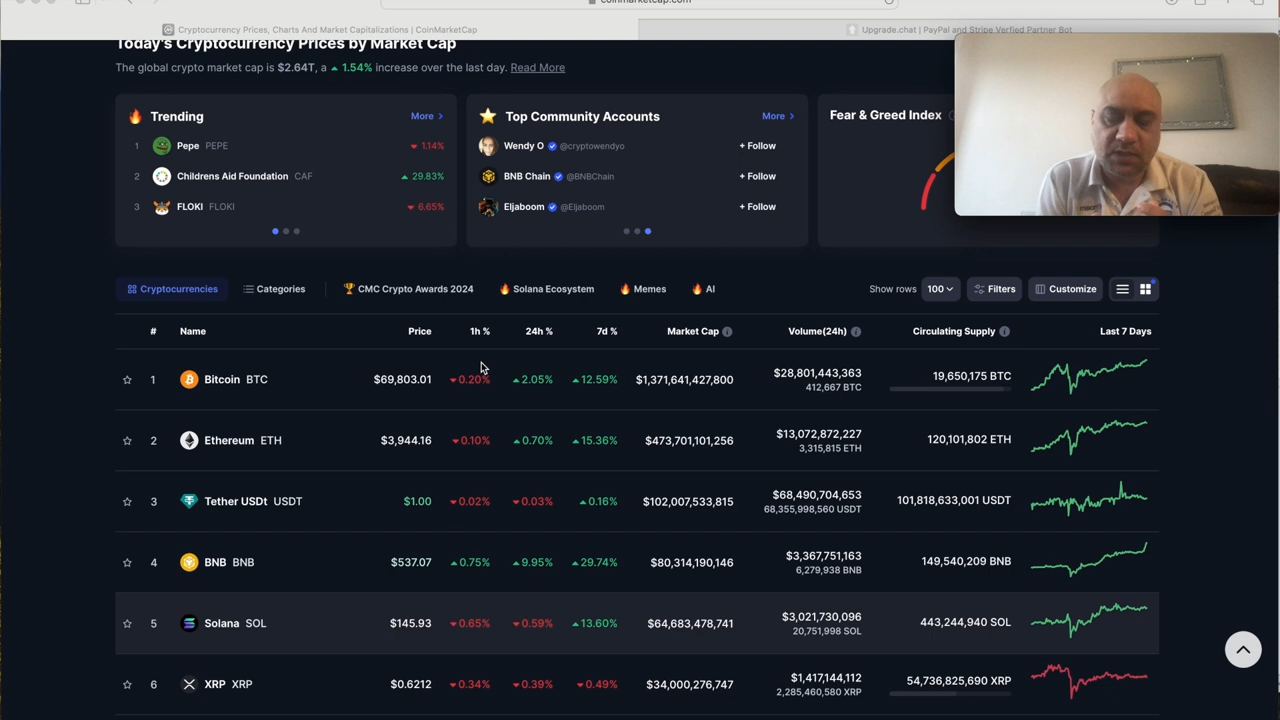 coinmarketcap.com
Cryptocurrency Prices, Charts And Market Capitalizations | CoinMarketCap
Upgrade.chat | PayPal and Stripe Verfied Partner Bot
Today's Cryptocurrency Prices by Market Cap
The global crypto market cap is $2.64T, a 1.54% increase over the last day. Read More
Trending More
1 Pepe PEPE 1.14%
2 Childrens Aid Foundation CAF 29.83%
3 FLOKI FLOKI 6.65%
Top Community Accounts More
Wendy O @cryptowendyo + Follow
BNB Chain @BNBChain + Follow
Eljaboom @Eljaboom + Follow
Fear & Greed Index
Cryptocurrencies Categories CMC Crypto Awards 2024 Solana Ecosystem Memes AI Show rows 100 Filters Customize
# Name Price 1h % 24h % 7d % Market Cap Volume(24h) Circulating Supply Last 7 Days
1 Bitcoin BTC $69,803.01 0.20% 2.05% 12.59% $1,371,641,427,800 $28,801,443,363 19,650,175 BTC
412,667 BTC
2 Ethereum ETH $3,944.16 0.10% 0.70% 15.36% $473,701,101,256 $13,072,872,227 120,101,802 ETH
3,315,815 ETH
3 Tether USDt USDT $1.00 0.02% 0.03% 0.16% $102,007,533,815 $68,490,704,653 101,818,633,001 USDT
68,355,998,560 USDT
4 BNB BNB $537.07 0.75% 9.95% 29.74% $80,314,190,146 $3,367,751,163 149,540,209 BNB
6,279,938 BNB
5 Solana SOL $145.93 0.65% 0.59% 13.60% $64,683,478,741 $3,021,730,096 443,244,940 SOL
20,751,998 SOL
6 XRP XRP $0.6212 0.34% 0.39% 0.49% $34,000,276,747 $1,417,144,112 54,736,825,690 XRP
2,285,460,580 XRP